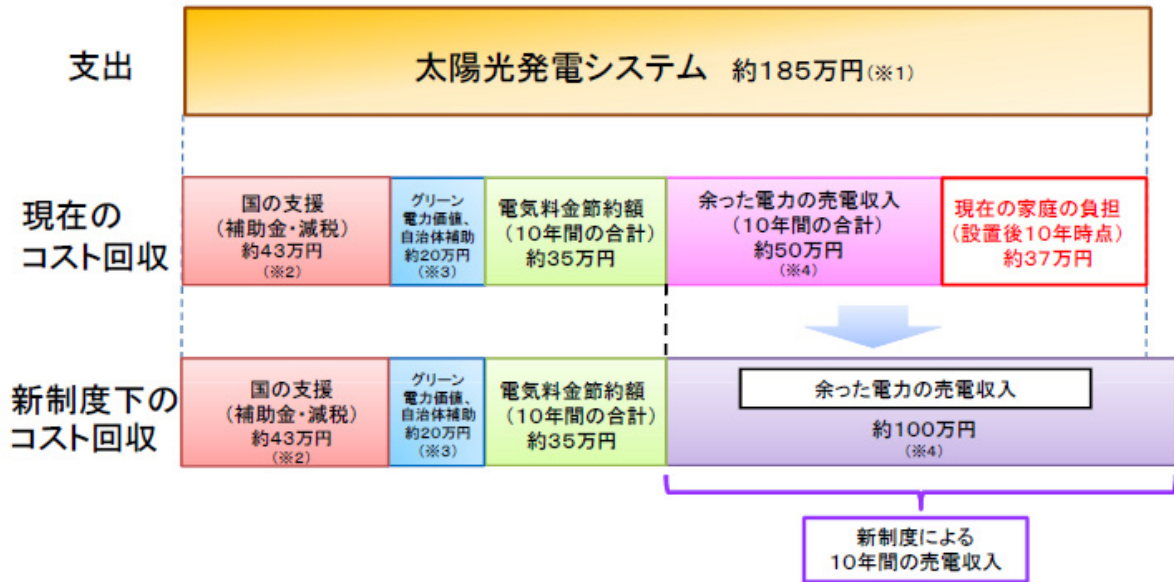 支出
太陽光発電システム 約185万円(※1)
現在の
コスト回収
国の支援
(補助金・減税)
約43万円
(※2)
グリーン
電力価値、
自治体補助
約20万円
(※3)
電気料金節約額
(10年間の合計)
約35万円
余った電力の売電収入
(10年間の合計)
約50万円
(※4)
現在の家庭の負担
(設置後10年時点)
約37万円
新制度下の
コスト回収
国の支援
(補助金・減税)
約43万円
(※2)
グリーン
電力価値、
自治体補助
約20万円
(※3)
電気料金節約額
(10年間の合計)
約35万円
余った電力の売電収入
約100万円
(※4)
新制度による
10年間の売電収入